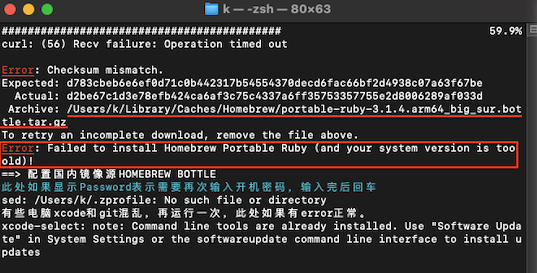 k — -zsh — 80×63
######################################## 59.9%
curl: (56) Recv failure: Operation timed out
Error: Checksum mismatch.
Expected: d783cbeb6e6ef0d71c0b442317b54554370decd6fac66bf2d4938c07a63f67be
Actual: d2be67c1d3e78efb424ca6af3c75c4337a6ff35753357755e2d8006289af033d
Archive: /Users/k/Library/Caches/Homebrew/portable-ruby-3.1.4.arm64_big_sur.bot
tle.tar.gz
To retry an incomplete download, remove the file above.
Error: Failed to install Homebrew Portable Ruby (and your system version is too
old)!
==> 配置国内镜像源HOMEBREW BOTTLE
此处如果显示Password表示需要再次输入开机密码，输入完后回车
sed: /Users/k/.zprofile: No such file or directory
有些电脑xcode和git混乱，再运行一次，此处如果有error正常。
xcode-select: note: Command line tools are already installed. Use "Software Upda
te" in System Settings or the softwareupdate command line interface to install u
pdates